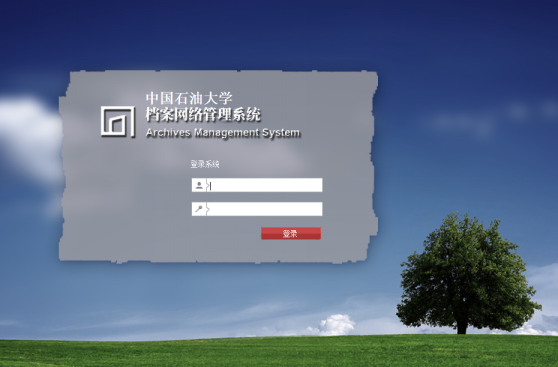 中国石油大学
档案网络管理系统
Archives Management System
登录系统
登录